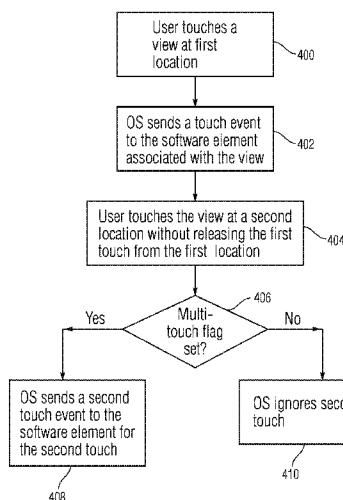 User touches a
view at first
location
400
OS sends a touch event
to the software element
associated with the view
402
User touches the view at a second
location without releasing the first
touch from the first location
404
Multi-
touch flag
set?
406
Yes
No
OS sends a second
touch event to the
software element for
the second touch
408
OS ignores
touch
410